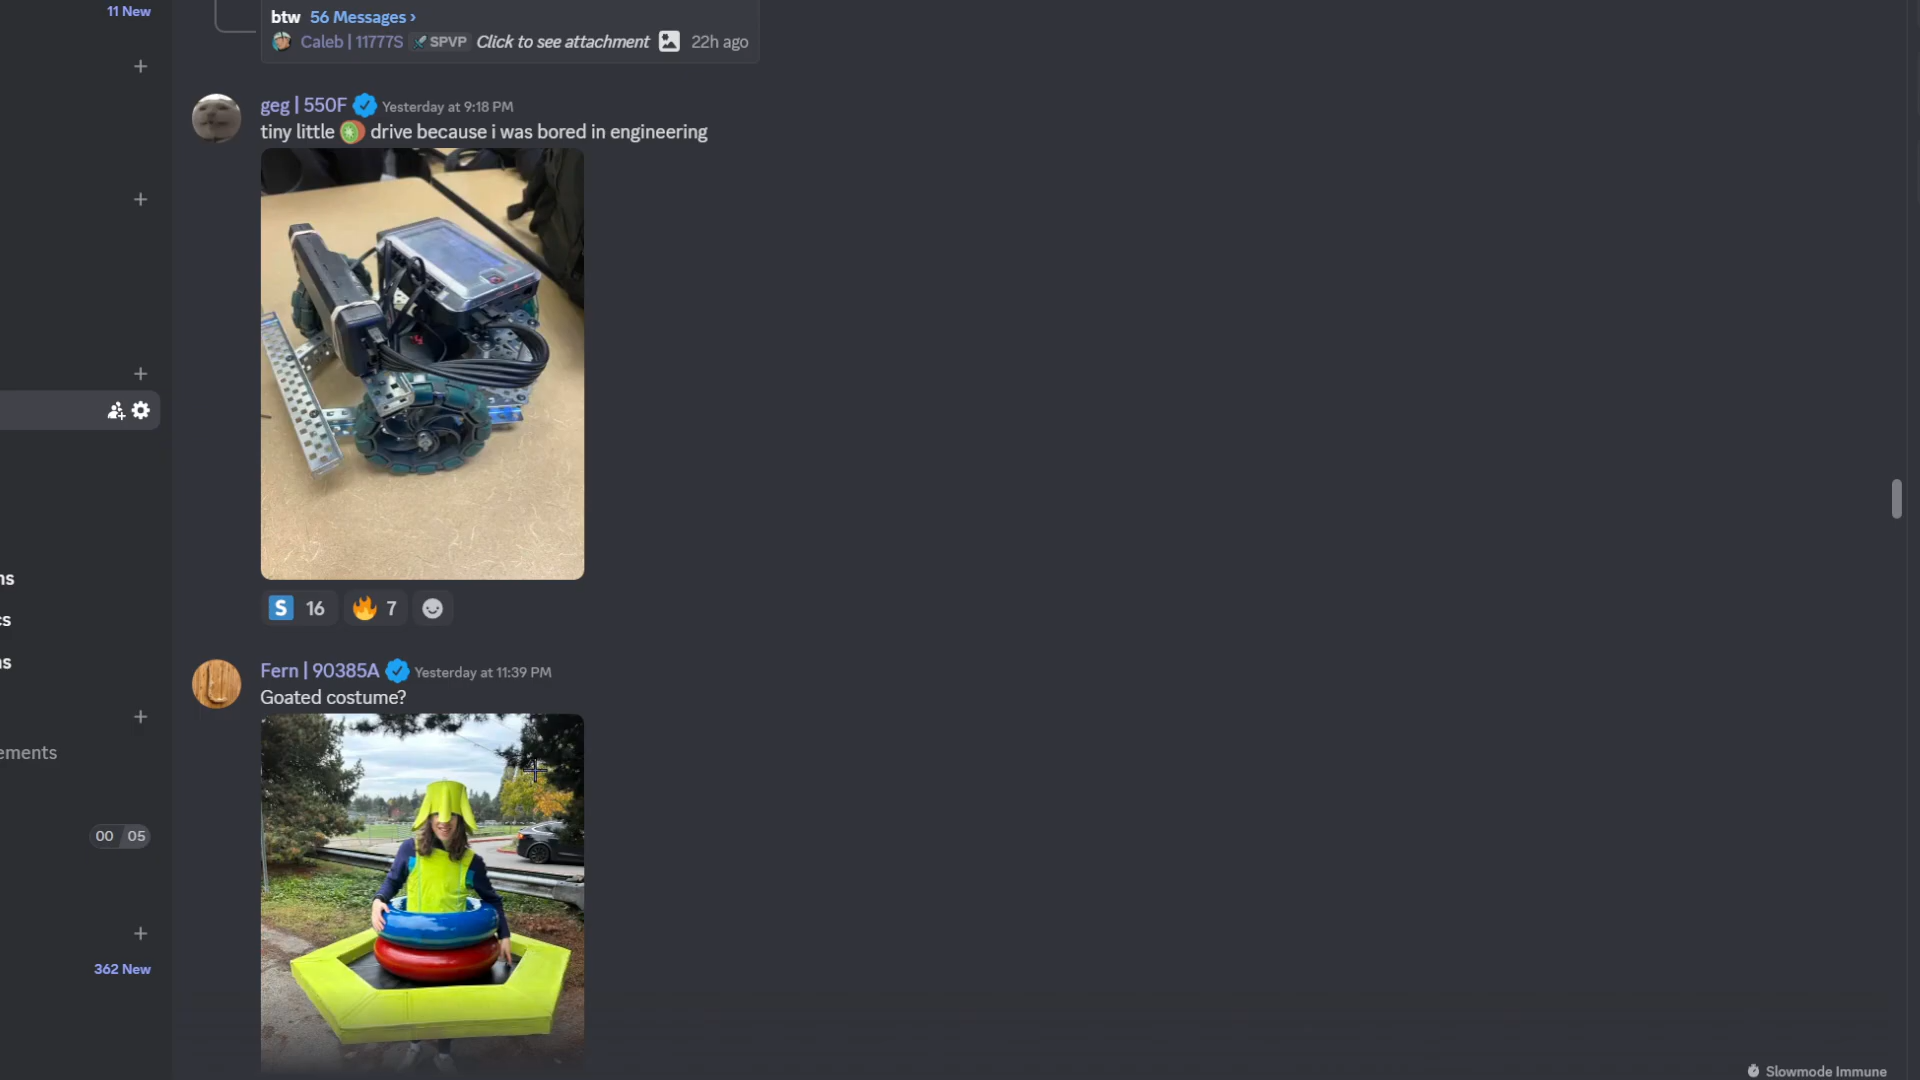 11 New
btw 56 Messages ›
Caleb | 11777S SPVP Click to see attachment 22h ago
geg | 550F Yesterday at 9:18 PM
tiny little 🥝 drive because i was bored in engineering
S 16 🔥 7
ns
cs
Fern | 90385A Yesterday at 11:39 PM
as
Goated costume?
ements
00 05
362 New
Slowmode Immune